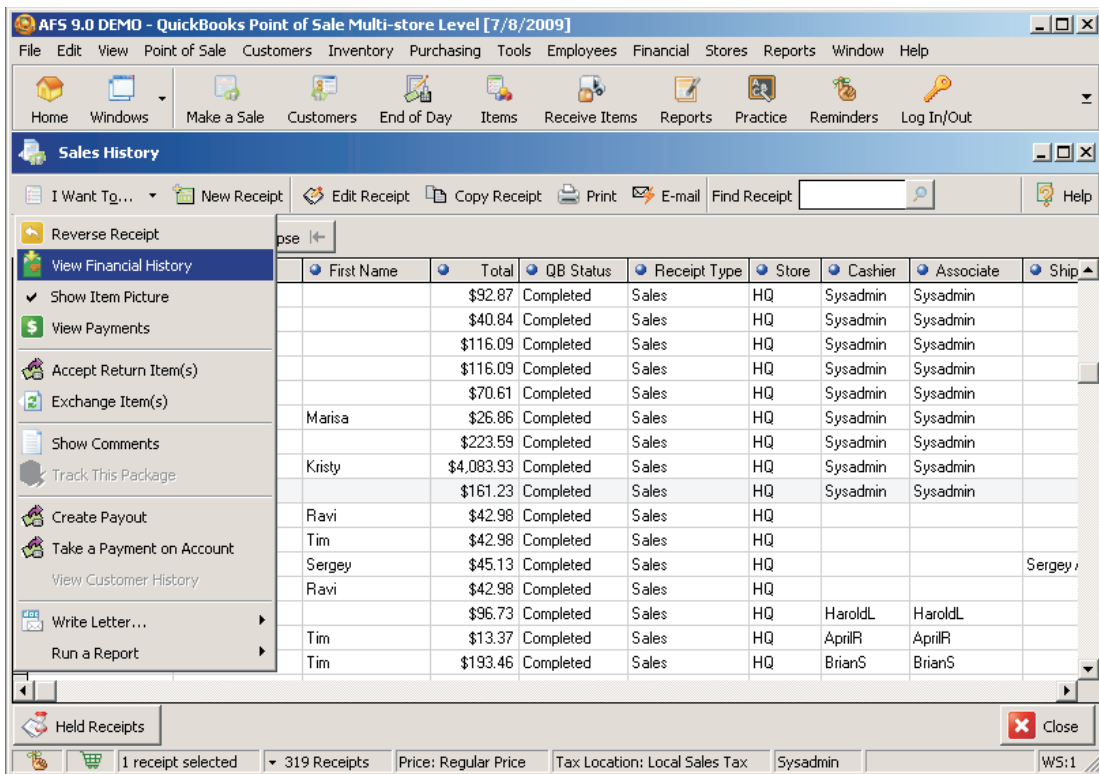 AFS 9.0 DEMO - QuickBooks Point of Sale Multi-store Level [7/8/2009]
File Edit View Point of Sale Customers Inventory Purchasing Tools Employees Financial Stores Reports Window Help
Home Windows Make a Sale Customers End of Day Items Receive Items Reports Practice Reminders Log In/Out
Sales History
I Want To... New Receipt Edit Receipt Copy Receipt Print E-mail Find Receipt Help
Reverse Receipt pse
View Financial History First Name Total QB Status Receipt Type Store Cashier Associate Ship
Show Item Picture $92.87 Completed Sales HQ Sysadmin Sysadmin
View Payments $40.84 Completed Sales HQ Sysadmin Sysadmin
$116.09 Completed Sales HQ Sysadmin Sysadmin
Accept Return Item(s) $116.09 Completed Sales HQ Sysadmin Sysadmin
Exchange Item(s) $70.61 Completed Sales HQ Sysadmin Sysadmin
Marisa $26.86 Completed Sales HQ Sysadmin Sysadmin
Show Comments $223.59 Completed Sales HQ Sysadmin Sysadmin
Track This Package Kristy $4,083.93 Completed Sales HQ Sysadmin Sysadmin
$161.23 Completed Sales HQ Sysadmin Sysadmin
Create Payout Ravi $42.98 Completed Sales HQ
Take a Payment on Account Tim $42.98 Completed Sales HQ
View Customer History Sergey $45.13 Completed Sales HQ Sergey
Ravi $42.98 Completed Sales HQ
Write Letter... $96.73 Completed Sales HQ HaroldL HaroldL
Tim $13.37 Completed Sales HQ AprilR AprilR
Run a Report Tim $193.46 Completed Sales HQ BrianS BrianS
Held Receipts Close
1 receipt selected 319 Receipts Price: Regular Price Tax Location: Local Sales Tax Sysadmin WS:1